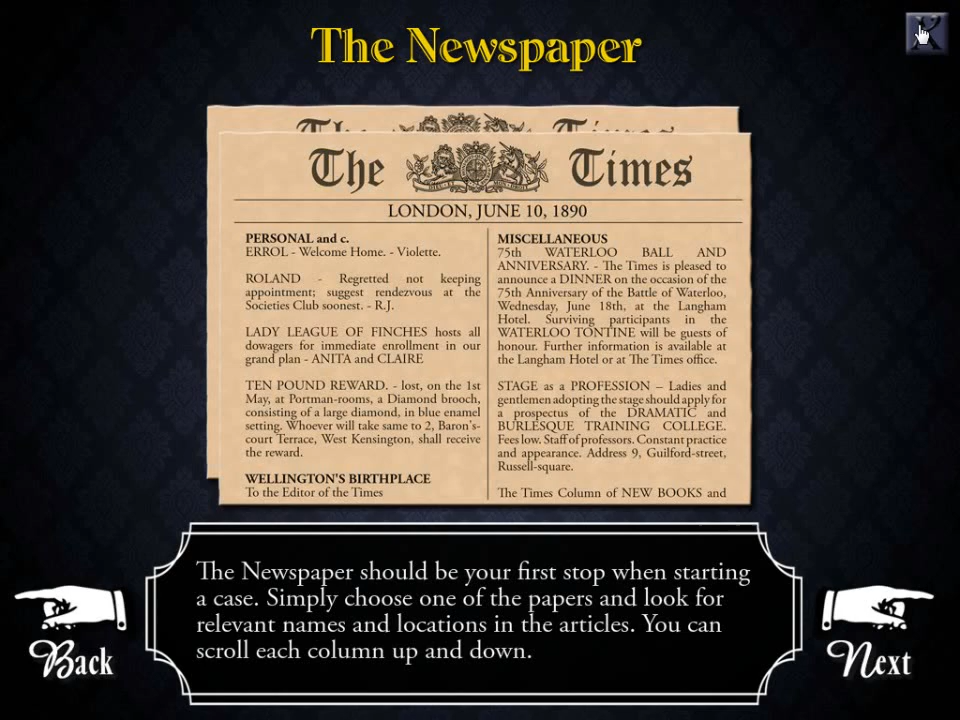 The Newspaper
X
The Times
The Times
LONDON, JUNE 10, 1890
PERSONAL and c.
ERROL - Welcome Home. - Violette.
ROLAND - Regretted not keeping
appointment; suggest rendezvous at the
Societies Club soonest. - R.J.
LADY LEAGUE OF FINCHES hosts all
dowagers for immediate enrollment in our
grand plan - ANITA and CLAIRE
TEN POUND REWARD. - lost, on the 1st
May, at Portman-rooms, a Diamond brooch,
consisting of a large diamond, in blue enamel
setting. Whoever will take same to 2, Baron's-
court Terrace, West Kensington, shall receive
the reward.
WELLINGTON'S BIRTHPLACE
To the Editor of the Times
MISCELLANEOUS
75th WATERLOO BALL AND
ANNIVERSARY. - The Times is pleased to
announce a DINNER on the occasion of the
75th Anniversary of the Battle of Waterloo,
Wednesday, June 18th, at the Langham
Hotel. Surviving participants in the
WATERLOO TONTINE will be guests of
honour. Further information is available at
the Langham Hotel or at The Times office.
STAGE as a PROFESSION – Ladies and
gentlemen adopting the stage should apply for
a prospectus of the DRAMATIC and
BURLESQUE TRAINING COLLEGE.
Fees low. Staff of professors. Constant practice
and appearance. Address 9, Guilford-street,
Russell-square.
The Times Column of NEW BOOKS and
The Newspaper should be your first stop when starting
a case. Simply choose one of the papers and look for
relevant names and locations in the articles. You can
scroll each column up and down.
Back
Next